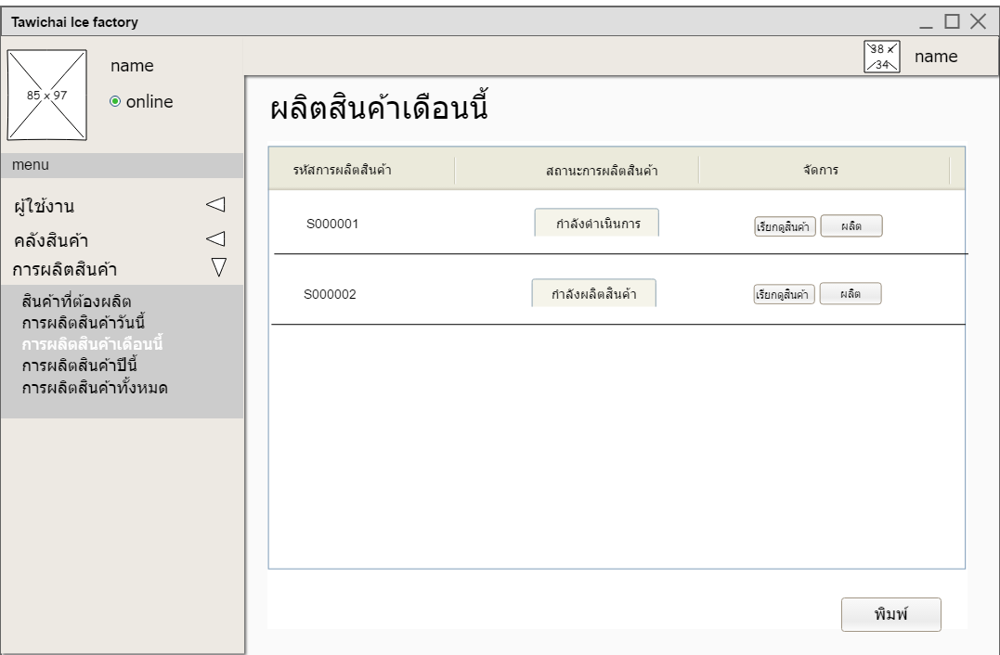 Tawichai Ice factory
85 x 97
name
online
38 x 34
name
menu
ผู้ใช้งาน
คลังสินค้า
การผลิตสินค้า
สินค้าที่ต้องผลิต
การผลิตสินค้าวันนี้
การผลิตสินค้าเดือนนี้
การผลิตสินค้าปีนี้
การผลิตสินค้าทั้งหมด
ผลิตสินค้าเดือนนี้
รหัสการผลิตสินค้า สถานะการผลิตสินค้า จัดการ
S000001 กำลังดำเนินการ เรียกดูสินค้า ผลิต
S000002 กำลังผลิตสินค้า เรียกดูสินค้า ผลิต
พิมพ์